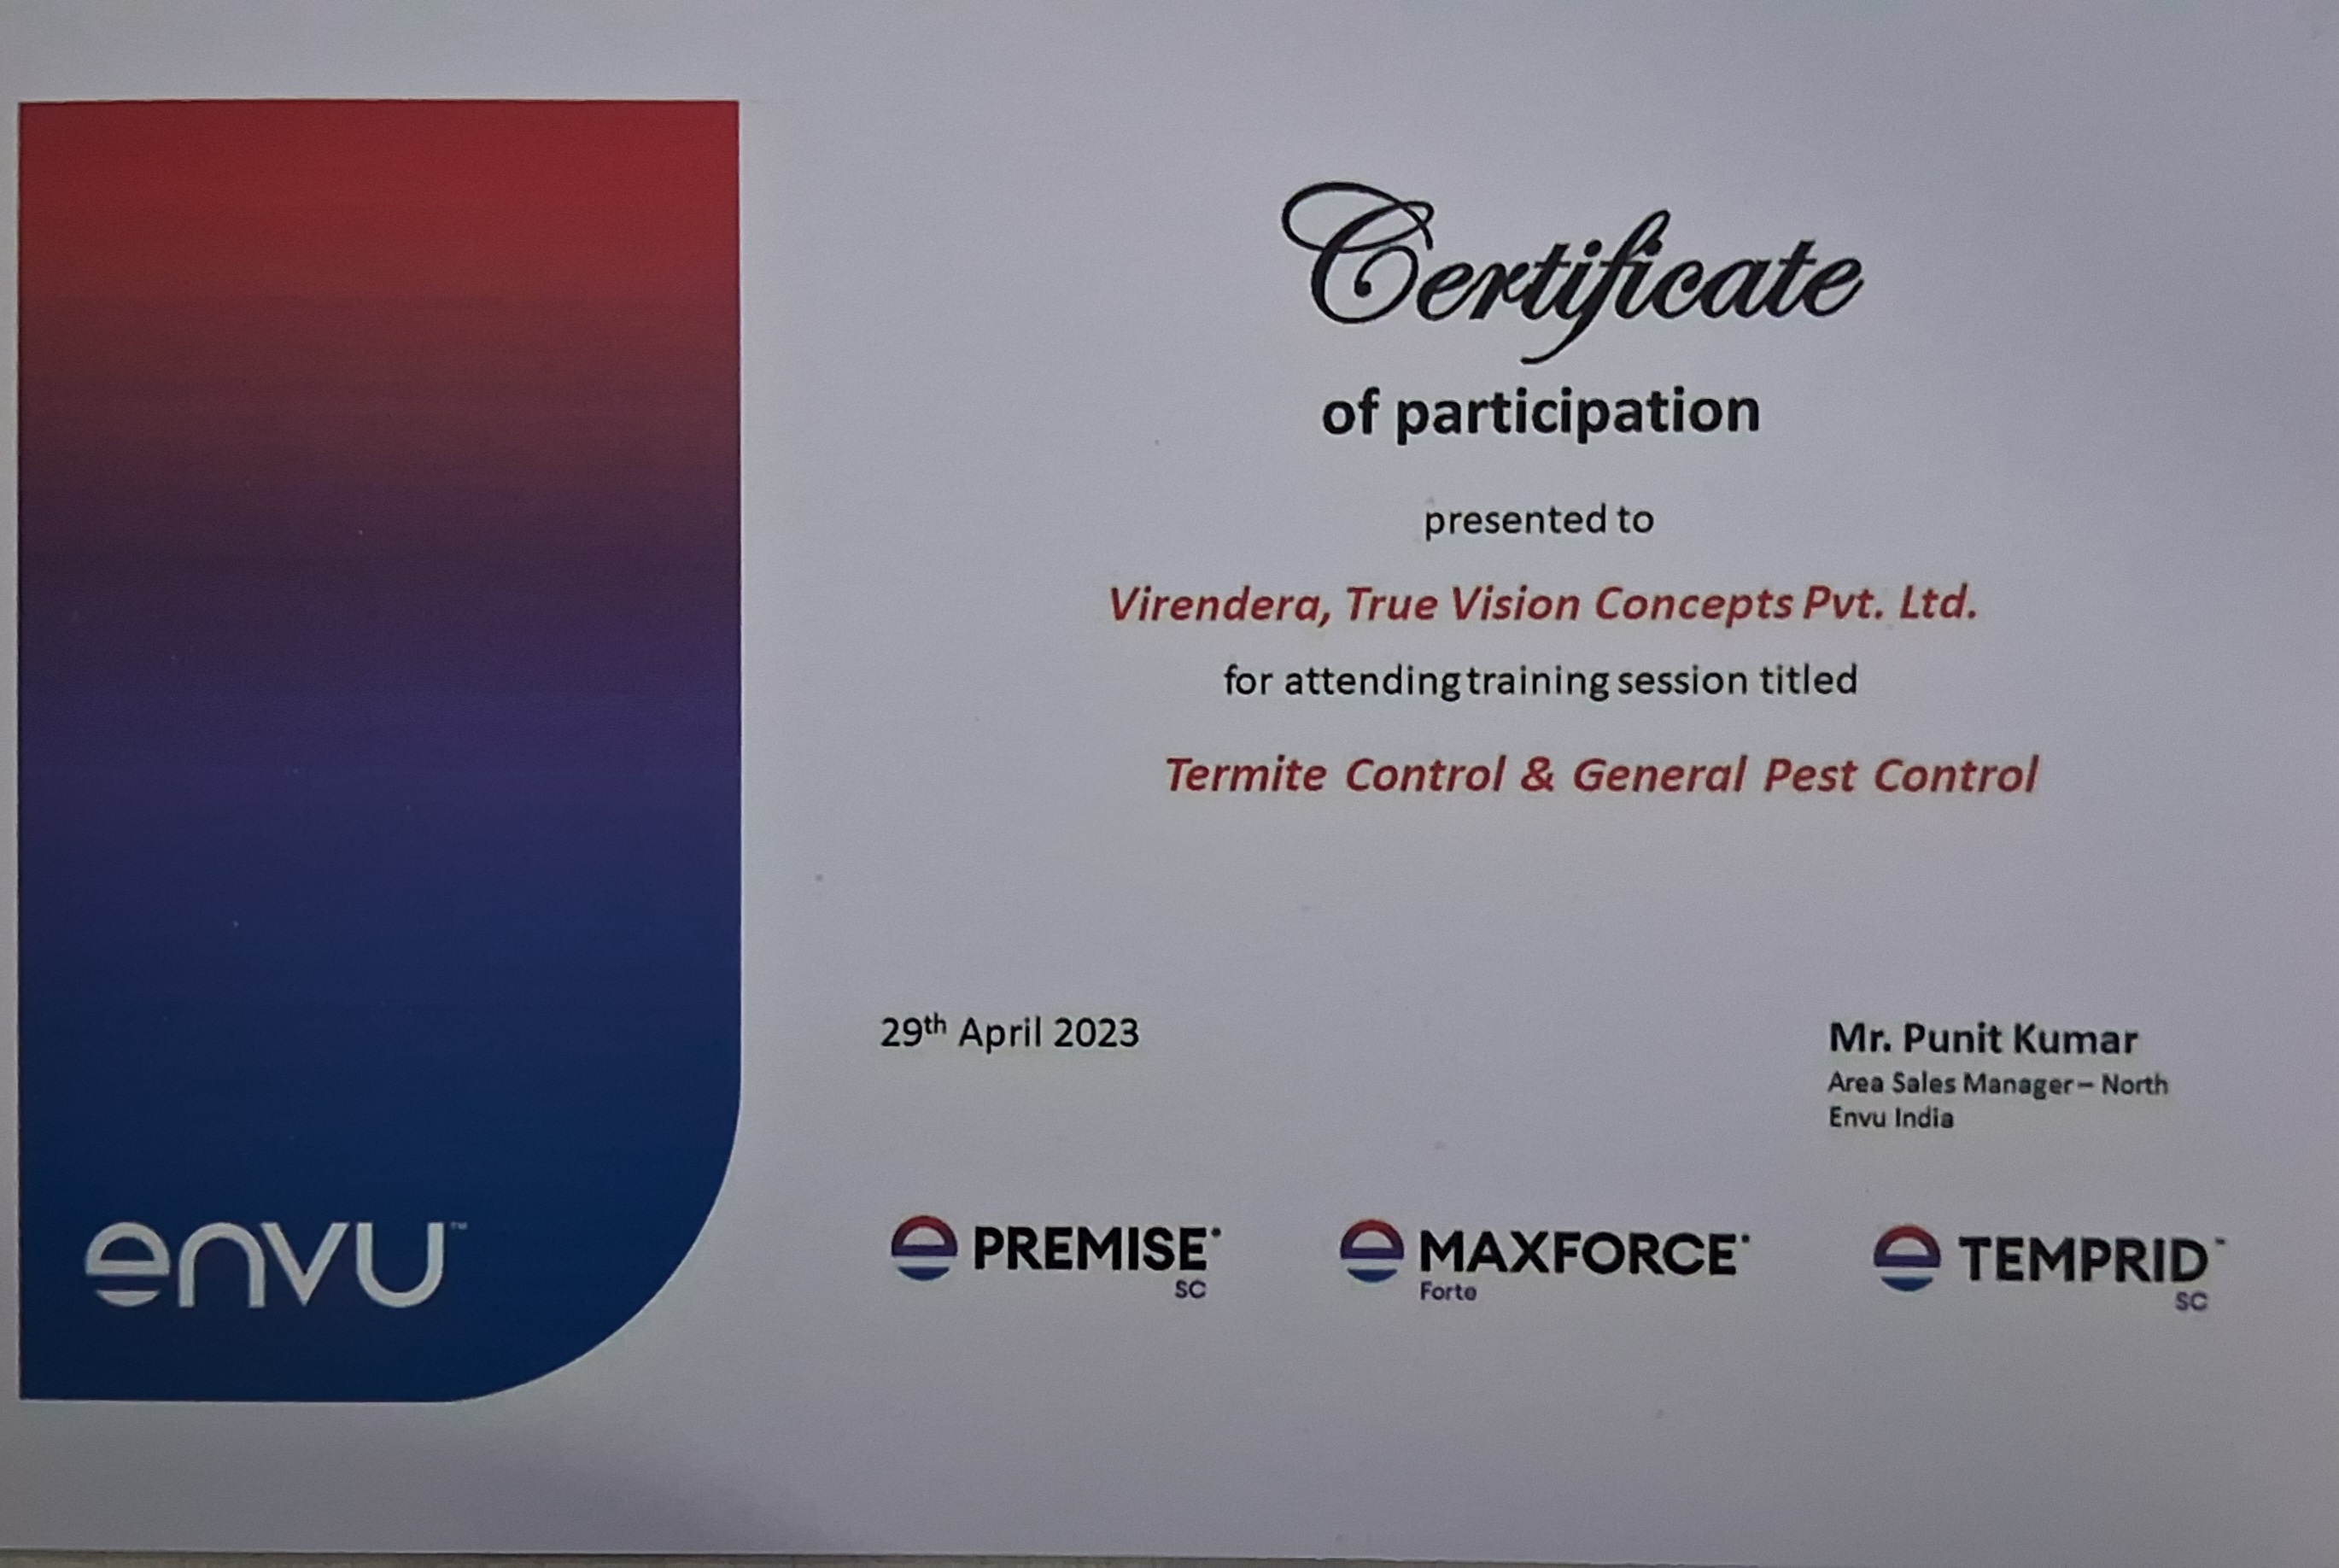 Certificate
of participation
presented to
Virendera, True Vision Concepts Pvt. Ltd.
for attending training session titled
Termite Control & General Pest Control
29th April 2023
Mr. Punit Kumar
Area Sales Manager – North
Envu India
envu™
PREMISE®
SC
MAXFORCE®
Forte
TEMPRID™
SC